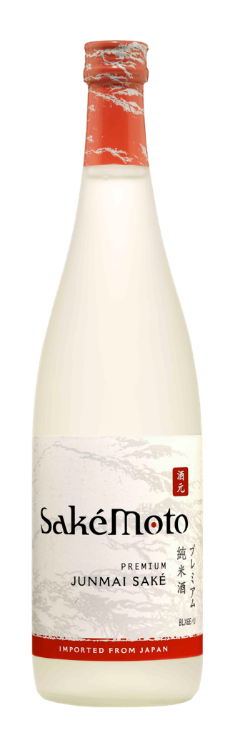 酒元
SakéMoto
PREMIUM
JUNMAI SAKÉ
プレミアム
純米酒
IMPORTED FROM JAPAN